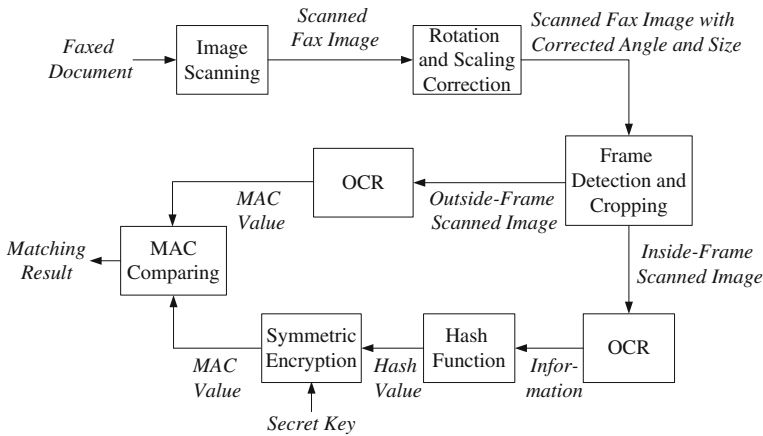 Faxed
Document
Image
Scanning
Scanned
Fax Image
Rotation
and Scaling
Correction
Scanned Fax Image with
Corrected Angle and Size
Frame
Detection and
Cropping
Outside-Frame
Scanned Image
OCR
MAC
Value
MAC
Comparing
Matching
Result
Inside-Frame
Scanned Image
OCR
Infor-
mation
Hash
Function
Hash
Value
Symmetric
Encryption
Secret Key
MAC
Value